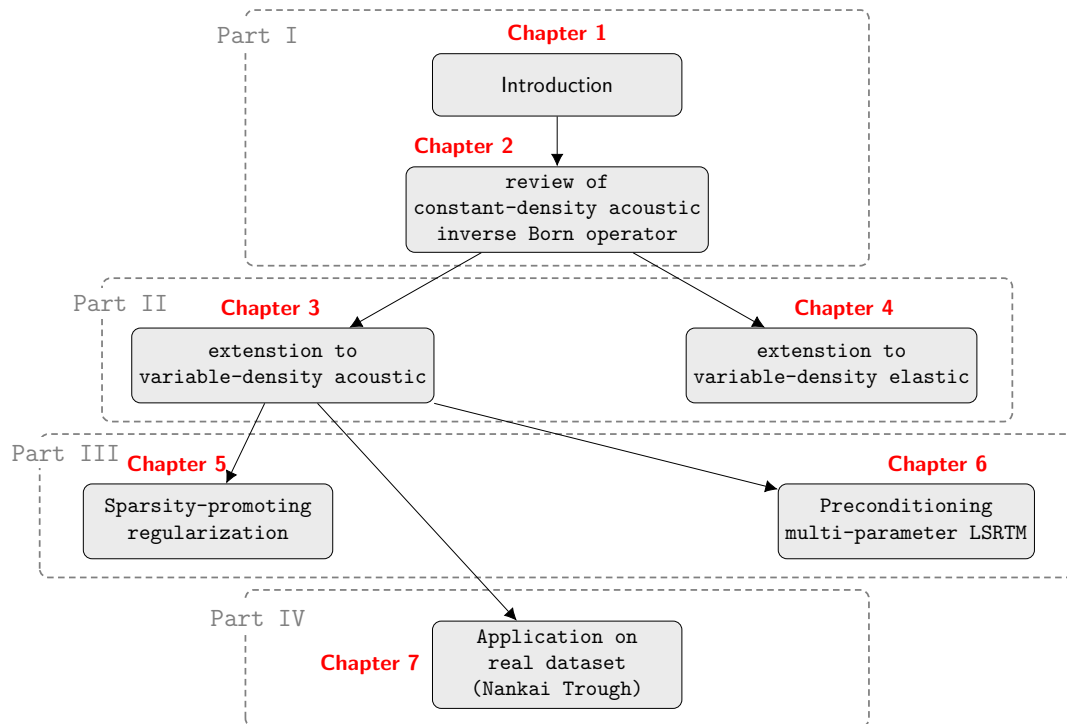 Part I
Chapter 1
Introduction
Chapter 2
review of
constant-density acoustic
inverse Born operator
Part II
Chapter 3
extenstion to
variable-density acoustic
Chapter 4
extenstion to
variable-density elastic
Part III
Chapter 5
Sparsity-promoting
regularization
Chapter 6
Preconditioning
multi-parameter LSRTM
Part IV
Chapter 7
Application on
real dataset
(Nankai Trough)